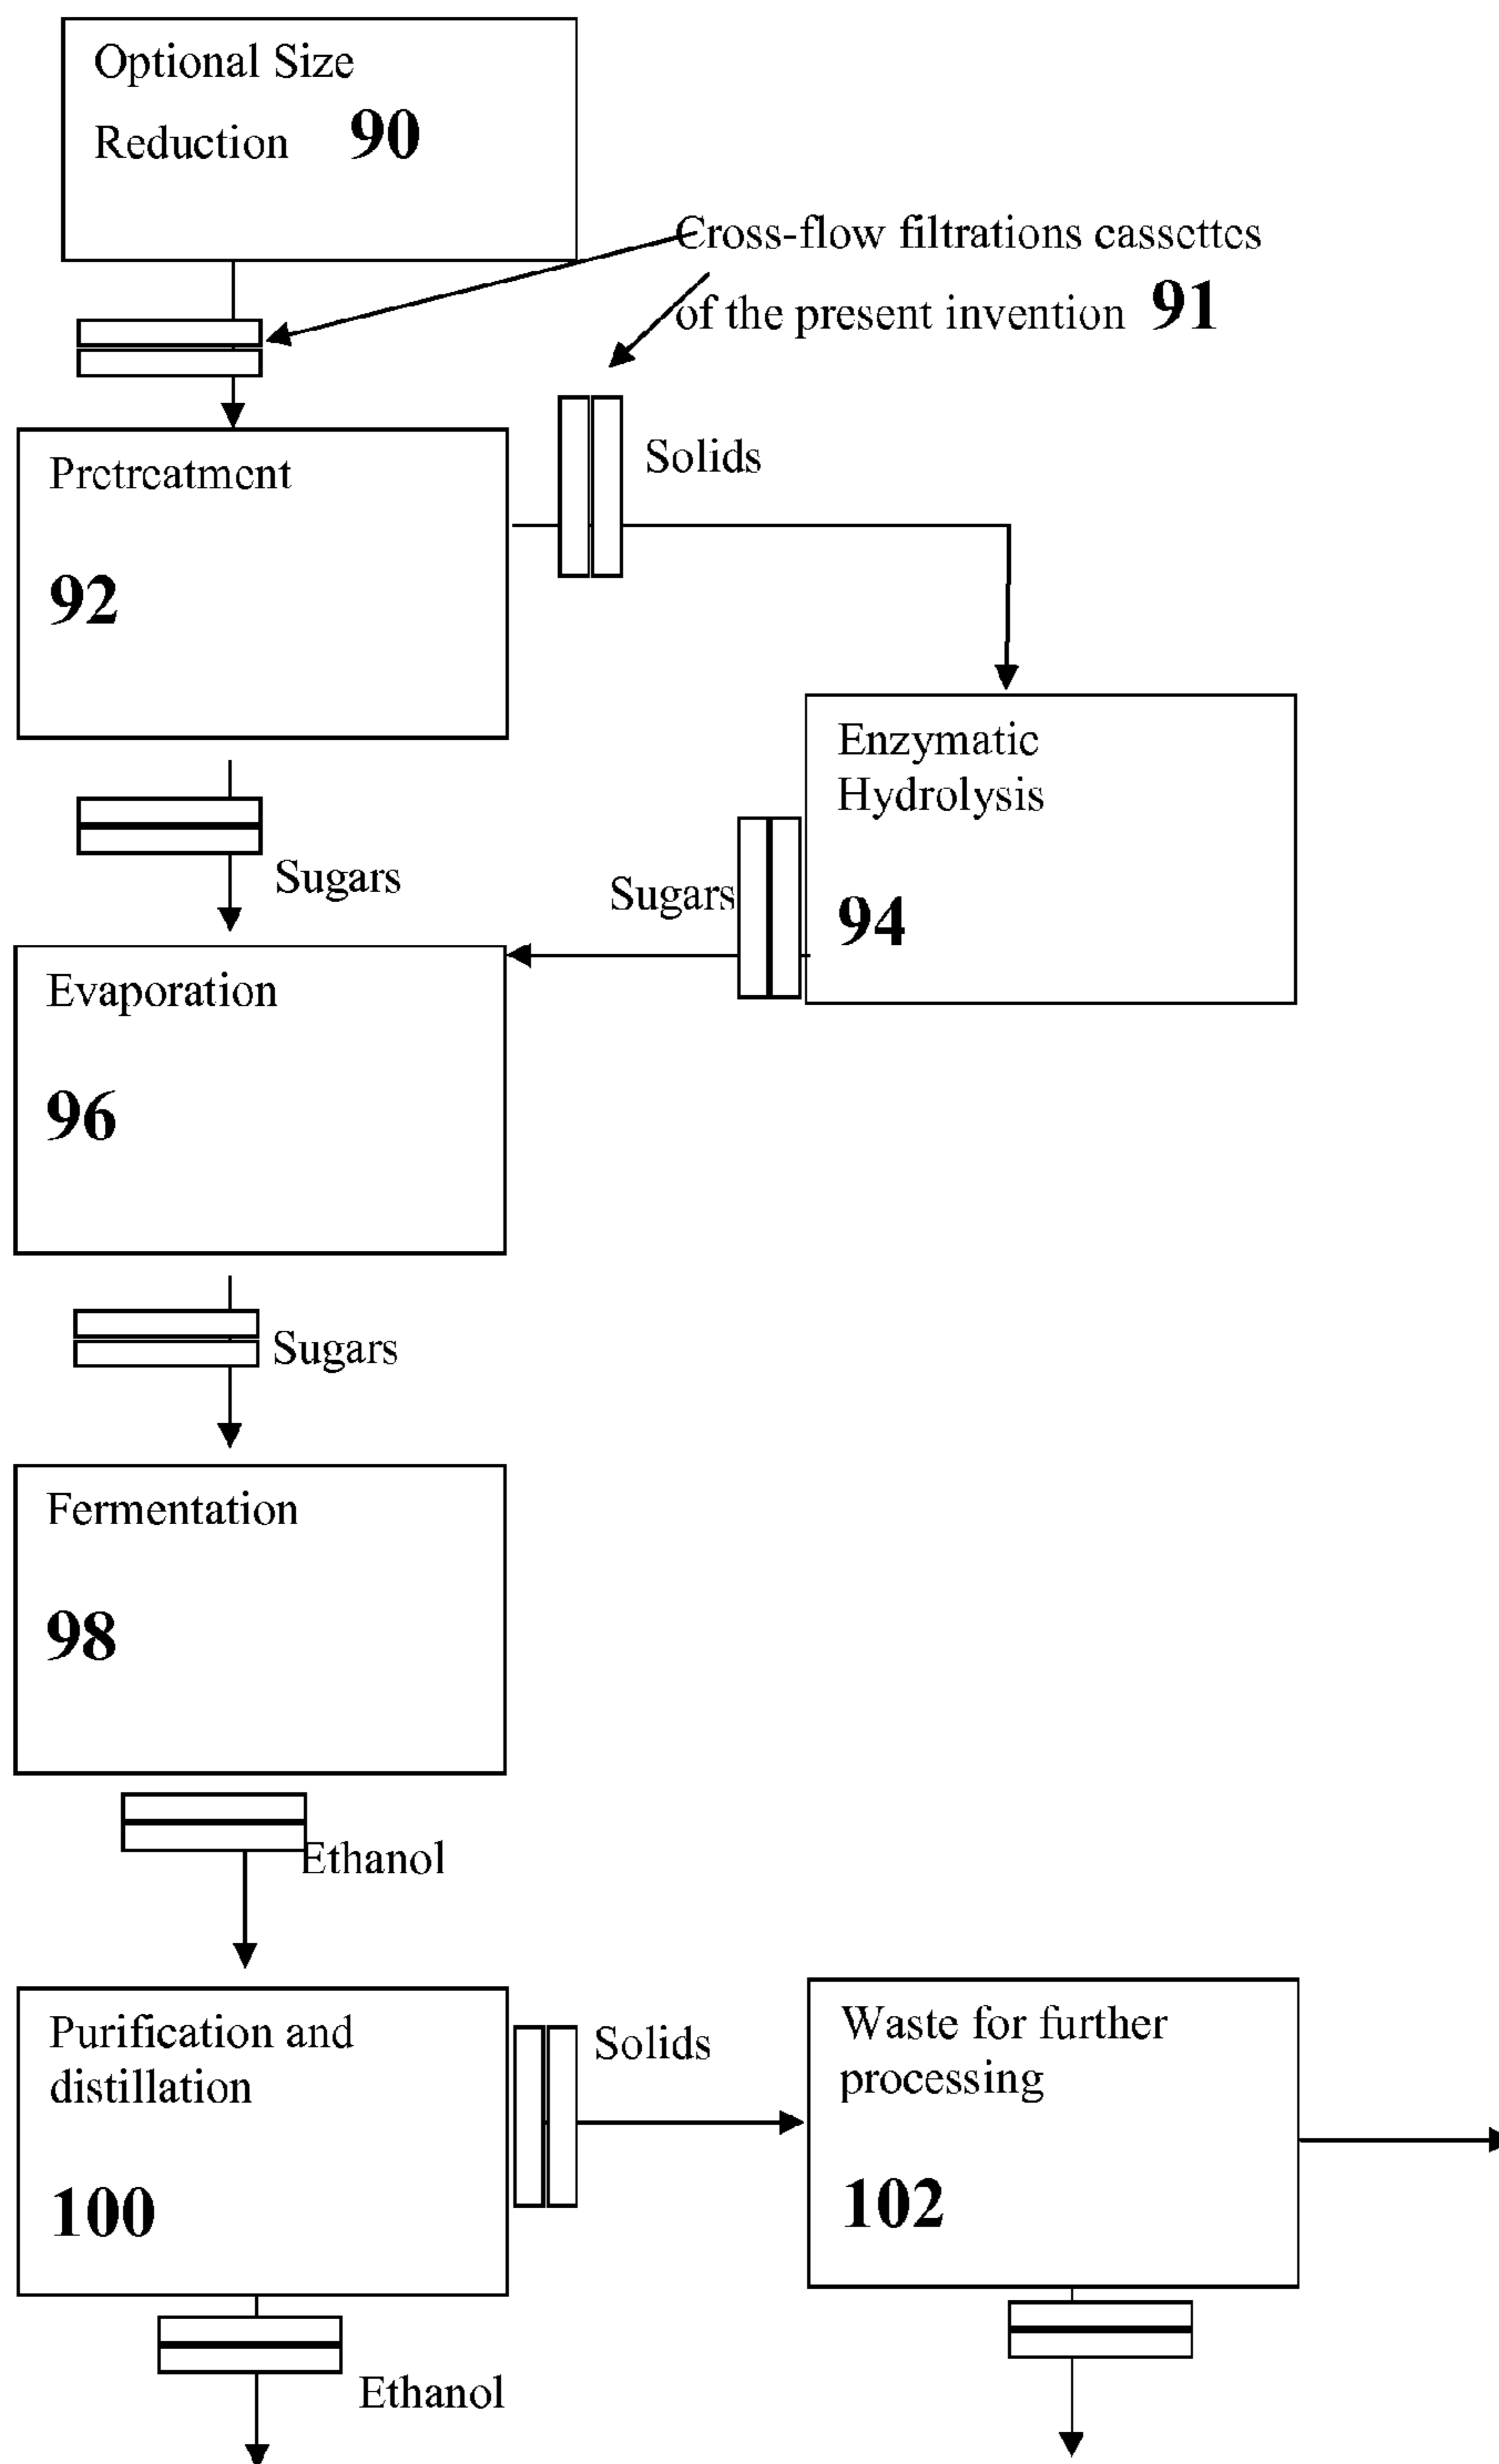 Optional Size
Reduction 90
Cross-flow filtrations cassettes
of the present invention 91
Solids
Pretreatment
92
Enzymatic
Hydrolysis
94
Sugars
Sugars
Evaporation
96
Sugars
Fermentation
98
Ethanol
Purification and
distillation
100
Solids
Waste for further
processing
102
Ethanol